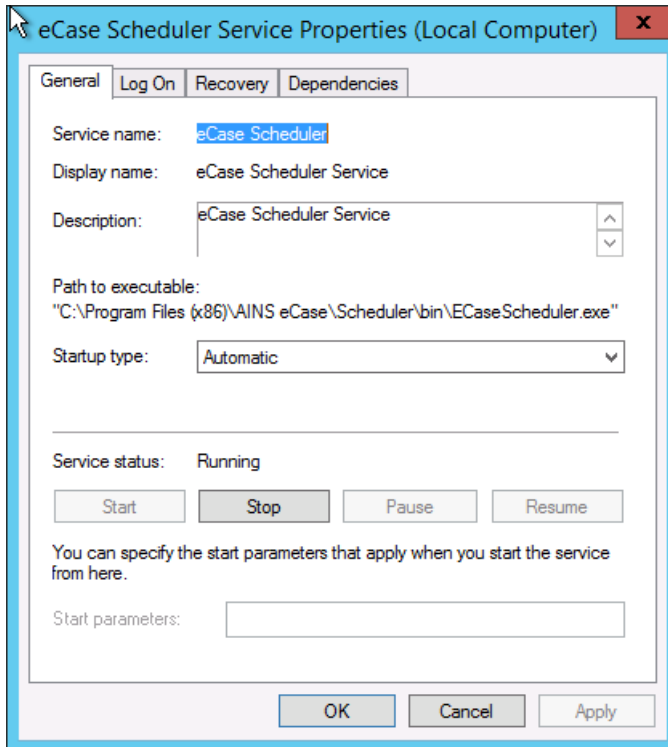 eCase Scheduler Service Properties (Local Computer)
x
General Log On Recovery Dependencies
Service name: eCase Scheduler
Display name: eCase Scheduler Service
Description: eCase Scheduler Service
Path to executable:
"C:\Program Files (x86)\AINS eCase\Scheduler\bin\ECaseScheduler.exe"
Startup type: Automatic
Service status: Running
Start Stop Pause Resume
You can specify the start parameters that apply when you start the service
from here.
Start parameters:
OK Cancel Apply